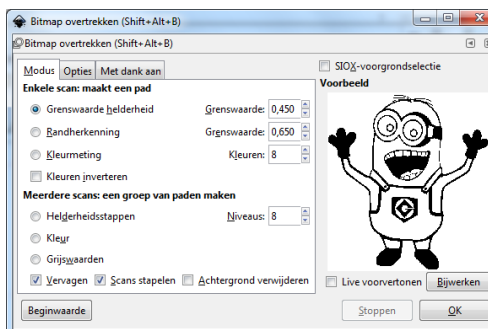 Bitmap overtrekken (Shift+Alt+B)
Bitmap overtrekken (Shift+Alt+B)
Modus Opties Met dank aan
SIOX-voorgrondselectie
Enkele scan: maakt een pad
Voorbeeld
Grenswaarde helderheid Grenswaarde: 0,450
Randherkenning Grenswaarde: 0,650
Kleurmeting Kleuren: 8
Kleuren inverteren
Meerdere scans: een groep van paden maken
Helderheidsstappen Niveaus: 8
Kleur
Grijswaarden
Vervagen Scans stapelen Achtergrond verwijderen
Live voorvertonen Bijwerken
Beginwaarde Stoppen OK